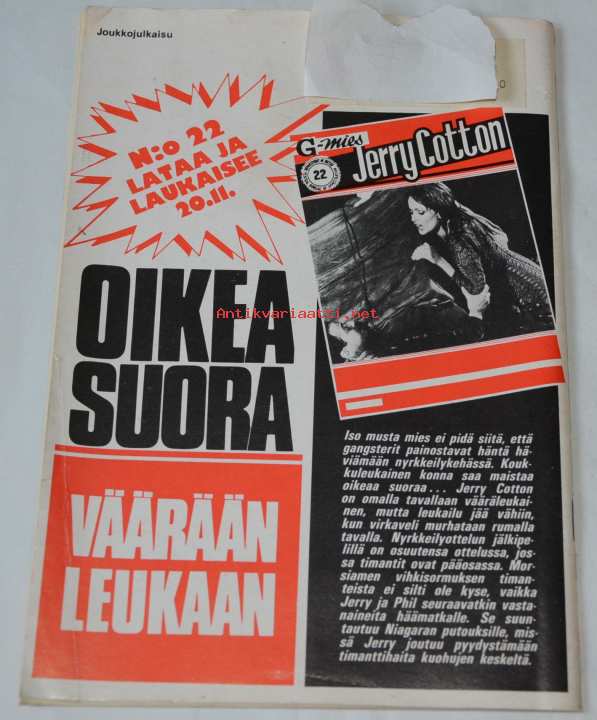 Joukkojulkaisu
N:o 22
LATAA JA
LAUKAISEE
20.11.
G-mies
Jerry Cotton
22
OIKEA
SUORA
VÄÄRÄÄN
LEUKAAN
Antikvariaatti.net
Iso musta mies ei pidä siitä, että
gangsterit painostavat häntä hä-
viämään nyrkkeilykehässä. Kouk-
kuleukainen konna saa maistaa
oikeaa suoraa... Jerry Cotton
on omalla tavallaan vääräleukai-
nen, mutta leukailu jää vähiin,
kun virkaveli murhataan rumalla
tavalla. Nyrkkeilyottelun jälkipe-
lillä on osuutensa ottelussa, jos-
sa timantit ovat pääosassa. Mor-
siamen vihkisormuksen timan-
teista ei silti ole kyse, vaikka
Jerry ja Phil seuraavatkin vasta-
naineita häämatkalle. Se suun-
tautuu Niagaran putouksille, mis-
sä Jerry joutuu pyydystämään
timanttihaita kuohujen keskeltä.